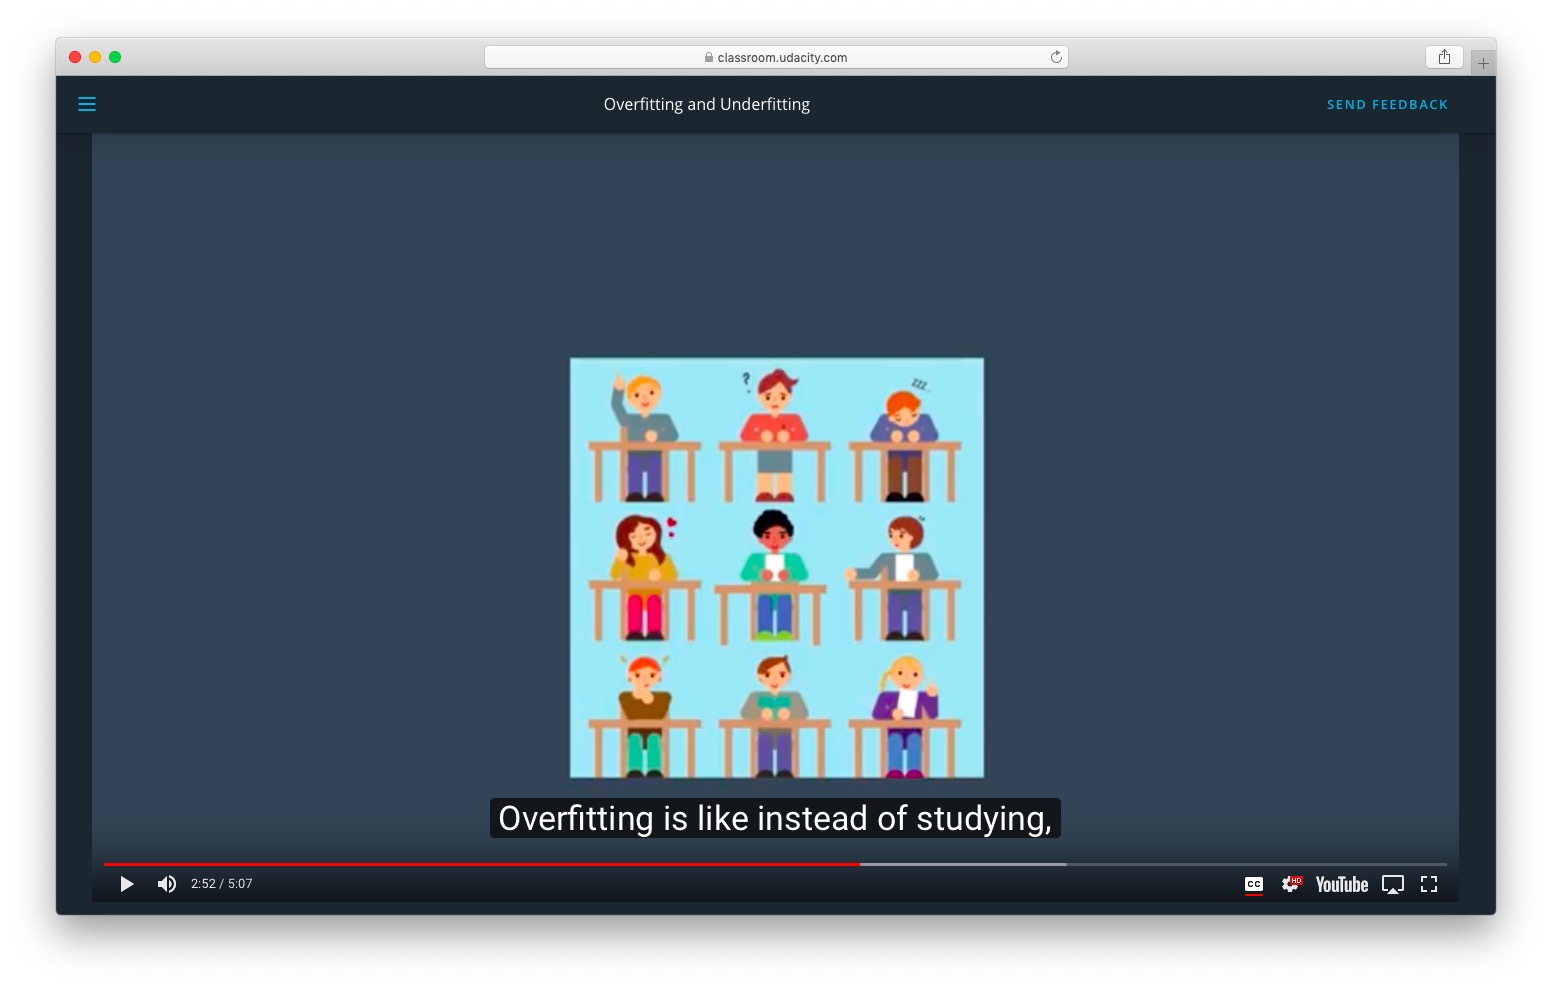 classroom.udacity.com
Overfitting and Underfitting
SEND FEEDBACK
?
zzz..
Overfitting is like instead of studying,
2:52 / 5:07
CC
HD
YouTube